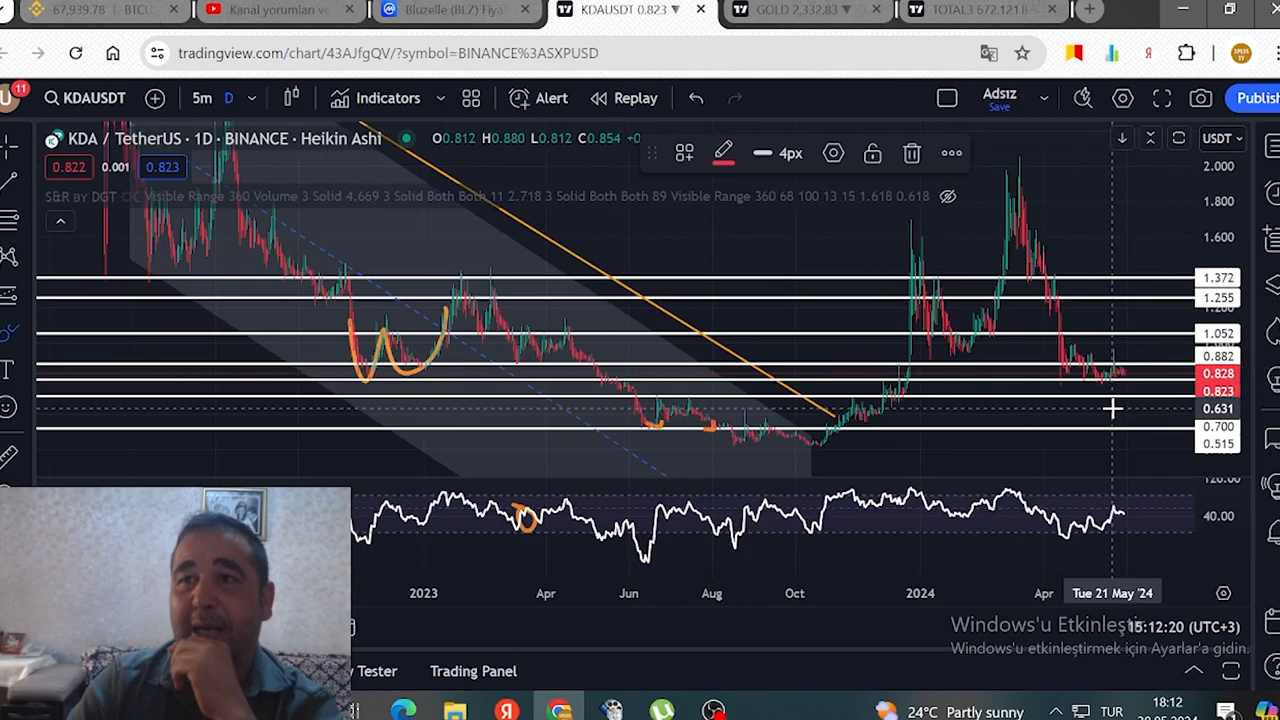 67,939.78 ▼ | BTCU
Kanal yorumları ve
Bluzelle (BLZ) Fiya
KDAUSDT 0.823 ▼
GOLD 2,332.83 ▼
TOTAL3 672.121B
tradingview.com/chart/43AJfgQV/?symbol=BINANCE%3ASXPUSD
11
KDAUSDT
5m
D
Indicators
Alert
Replay
Adsız
Save
Publish
KDA / TetherUS · 1D · BINANCE · Heikin Ashi
O0.812 H0.880 L0.812 C0.854
4px
USDT
0.822
0.001
0.823
S&R BY DGT
Visible Range 360 Volume 3 Solid 4.669 3 Solid Both Both 11 2.718 3 Solid Both Both 89 Visible Range 360 68 100 13 15 1.618 0.618
2.000
1.800
1.600
1.372
1.255
1.052
0.882
0.828
0.823
0.631
0.700
0.515
120.00
40.00
2023
Apr
Jun
Aug
Oct
2024
Apr
Tue 21 May '24
Windows'u Etkinleştir
15:12:20 (UTC+3)
Windows'u etkinleştirmek için Ayarlar'a gidin.
Tester
Trading Panel
24°C Partly sunny
TUR
18:12